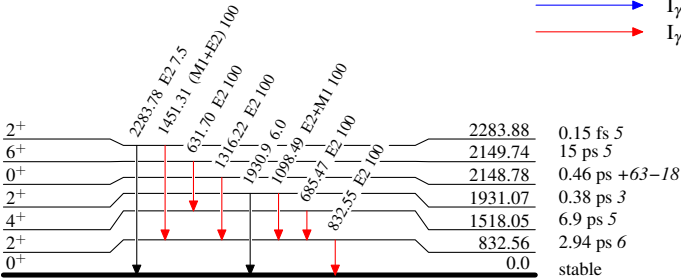 I γ
I γ
2283.78 E2 7.5
1451.31 (M1+E2) 100
631.70 E2 100
1316.22 E2 100
1930.9 6.0
1098.49 E2+M1 100
685.47 E2 100
832.55 E2 100
2+ 2283.88 0.15 fs 5
6+ 2149.74 15 ps 5
0+ 2148.78 0.46 ps +63−18
2+ 1931.07 0.38 ps 3
4+ 1518.05 6.9 ps 5
2+ 832.56 2.94 ps 6
0+ 0.0 stable